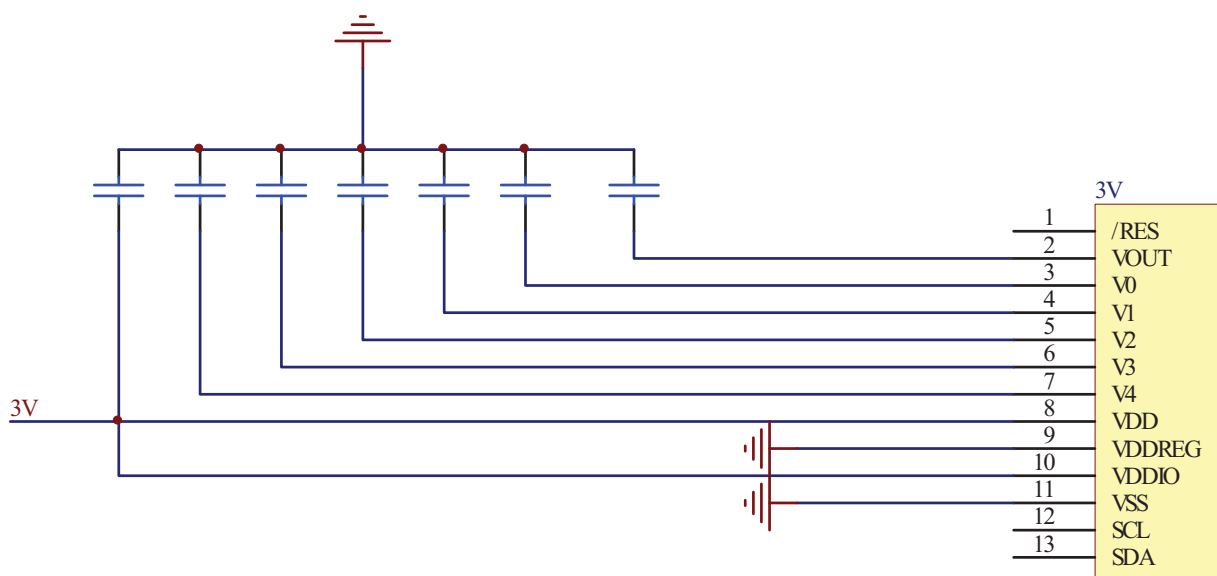 3V
1 /RES
2 VOUT
3 V0
4 V1
5 V2
6 V3
7 V4
3V 8 VDD
9 VDDREG
10 VDDIO
11 VSS
12 SCL
13 SDA